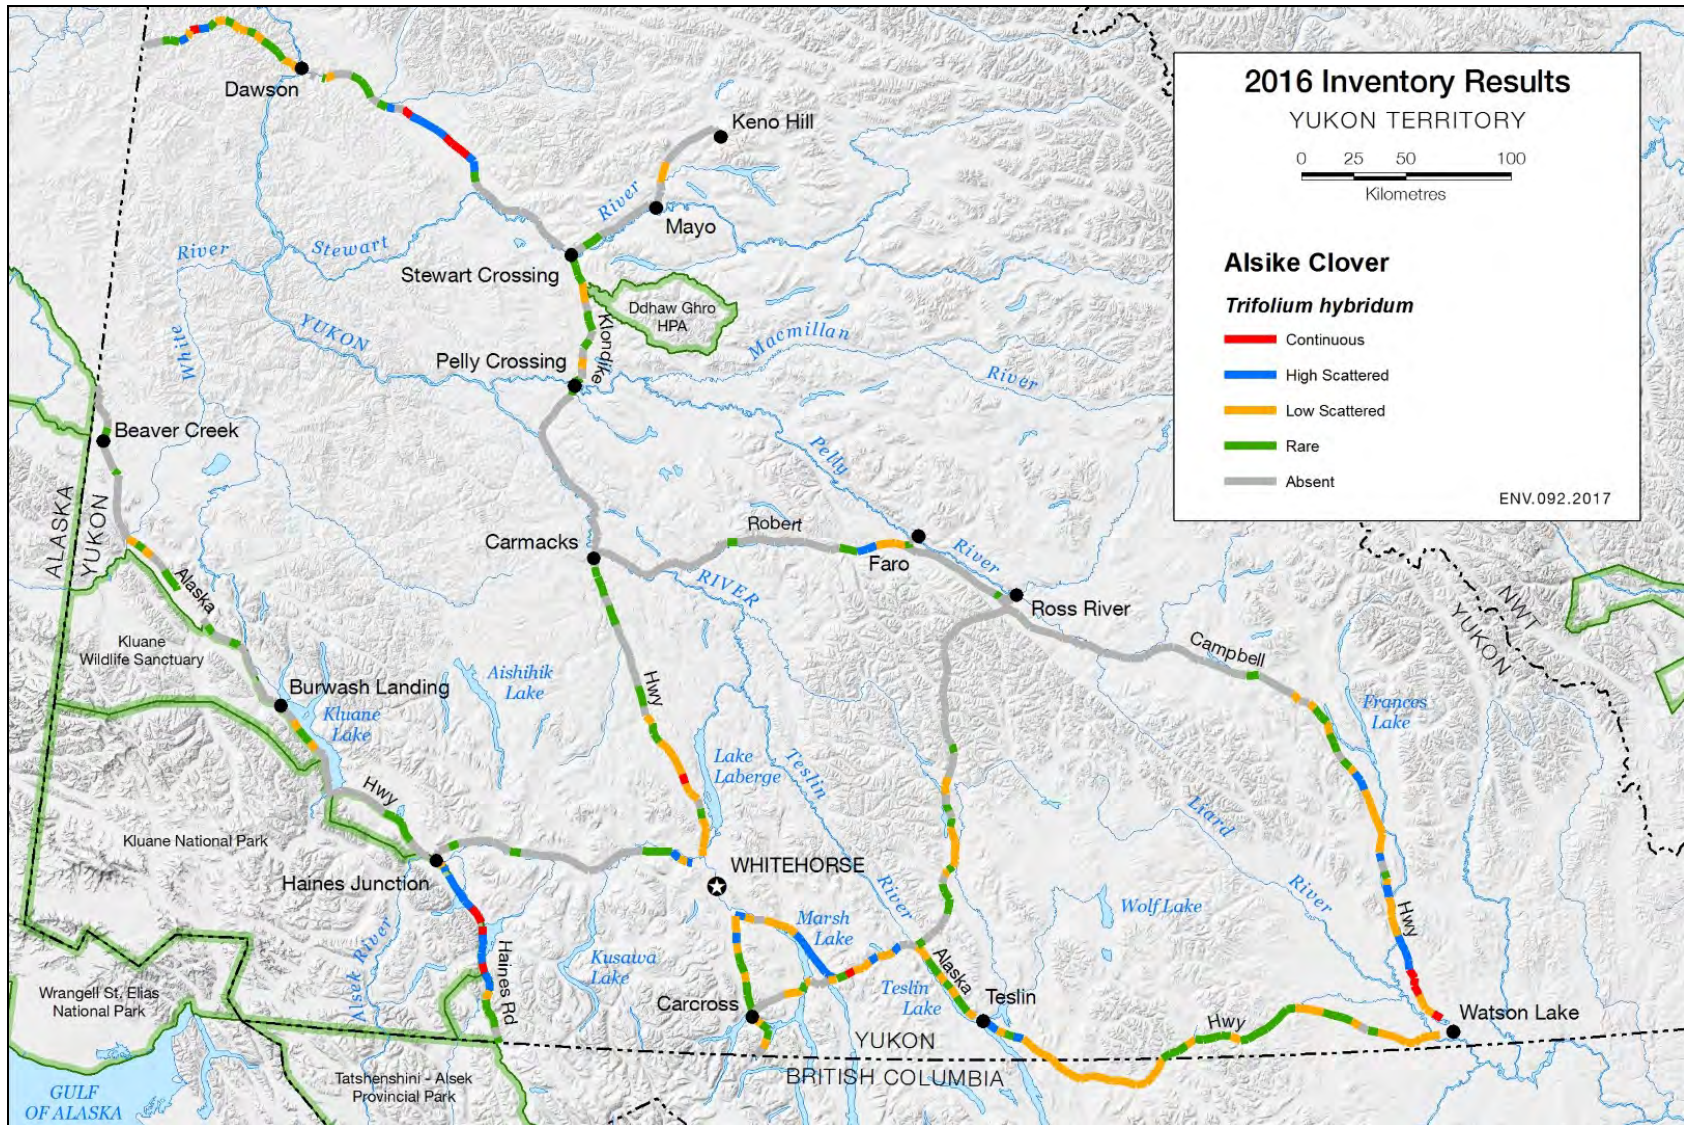 2016 Inventory Results
YUKON TERRITORY
0 25 50 100
Kilometres
Alsike Clover
Trifolium hybridum
Continuous
High Scattered
Low Scattered
Rare
Absent
ENV.092.2017
Dawson
Keno Hill
River
Mayo
River
Stewart
Stewart Crossing
Ddhaw Ghro
HPA
White
YUKON
Klondike
Macmillan
River
Pelly Crossing
Beaver Creek
Pelly
ALASKA
YUKON
Robert
Carmacks
River
Faro
RIVER
Ross River
NWT
YUKON
Alaska
Kluane
Wildlife Sanctuary
Campbell
Aishihik
Lake
Hwy
Burwash Landing
Kluane
Lake
Frances
Lake
Lake
Laberge
Teslin
Hwy
Liard
Kluane National Park
WHITEHORSE
Haines Junction
River
River
Wolf Lake
Marsh
Lake
Hwy
Alsek River
Haines Rd
Kusawa
Lake
Alaska
Teslin
Lake
Teslin
Wrangell St. Elias
National Park
Carcross
Watson Lake
Hwy
YUKON
BRITISH COLUMBIA
Tatshenshini - Alsek
Provincial Park
GULF
OF ALASKA